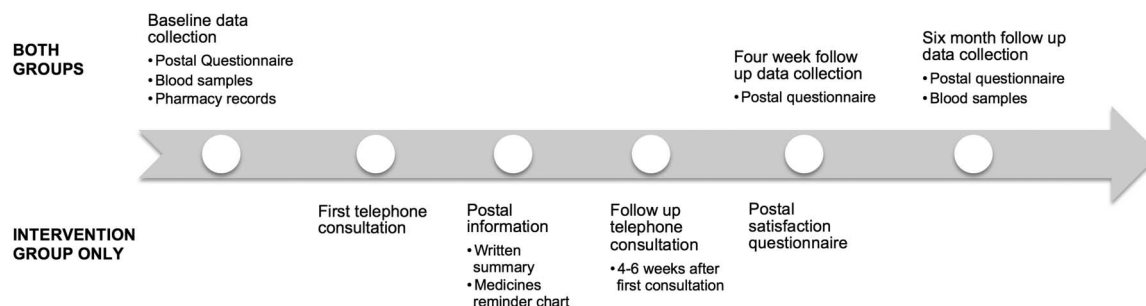 BOTH
GROUPS
Baseline data
collection
•Postal Questionnaire
•Blood samples
•Pharmacy records
Four week follow
up data collection
•Postal questionnaire
Six month follow up
data collection
•Postal questionnaire
•Blood samples
INTERVENTION
GROUP ONLY
First telephone
consultation
Postal
information
•Written
summary
•Medicines
reminder chart
Follow up
telephone
consultation
•4-6 weeks after
first consultation
Postal
satisfaction
questionnaire